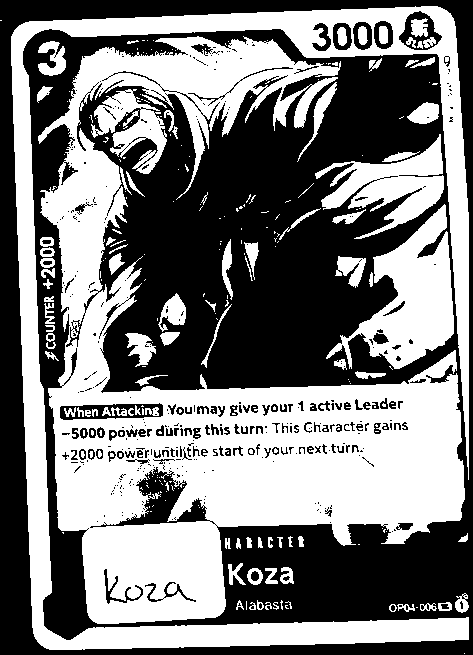 3
3000
SLASH
COUNTER +2000
When Attacking You may give your 1 active Leader
−5000 power during this turn: This Character gains
+2000 power until the start of your next turn.
CHARACTER
Koza
Koza
Alabasta
OP04-006
1